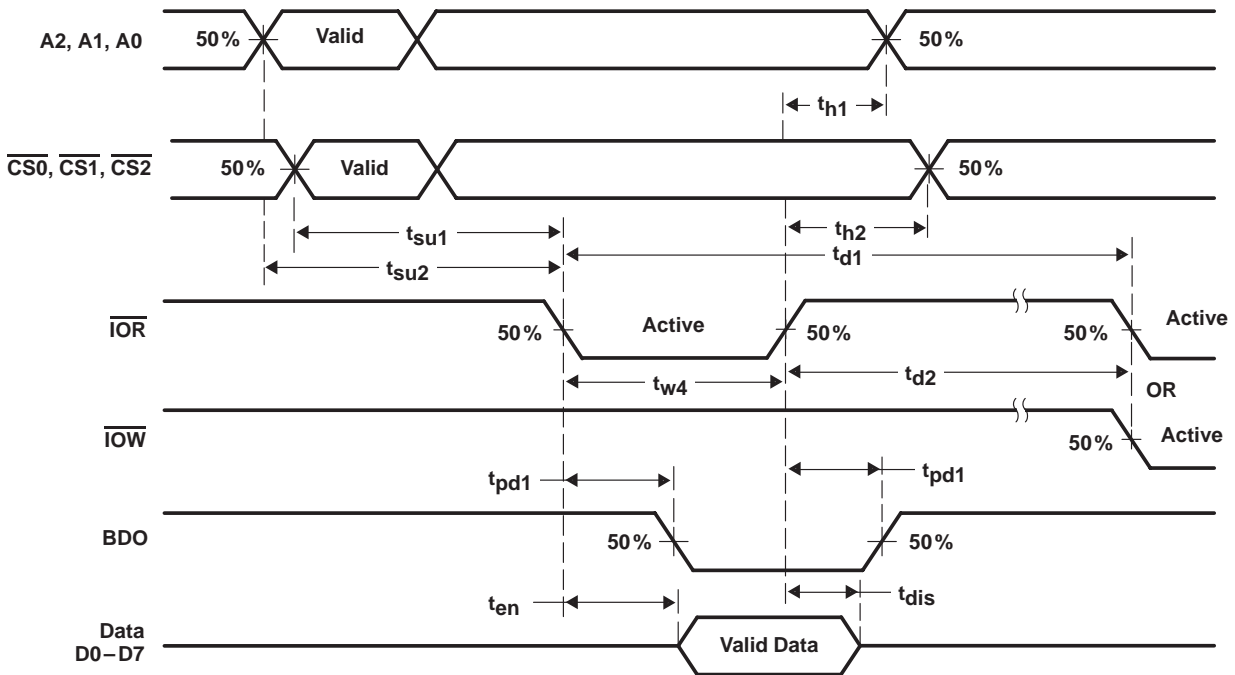 A2, A1, A0
50%
Valid
50%
th1
CS0, CS1, CS2
50%
Valid
50%
tsu1
th2
tsu2
td1
IOR
50%
Active
50%
50%
Active
tw4
td2
OR
IOW
50%
Active
tpd1
tpd1
BDO
50%
50%
ten
tdis
Data
D0–D7
Valid Data